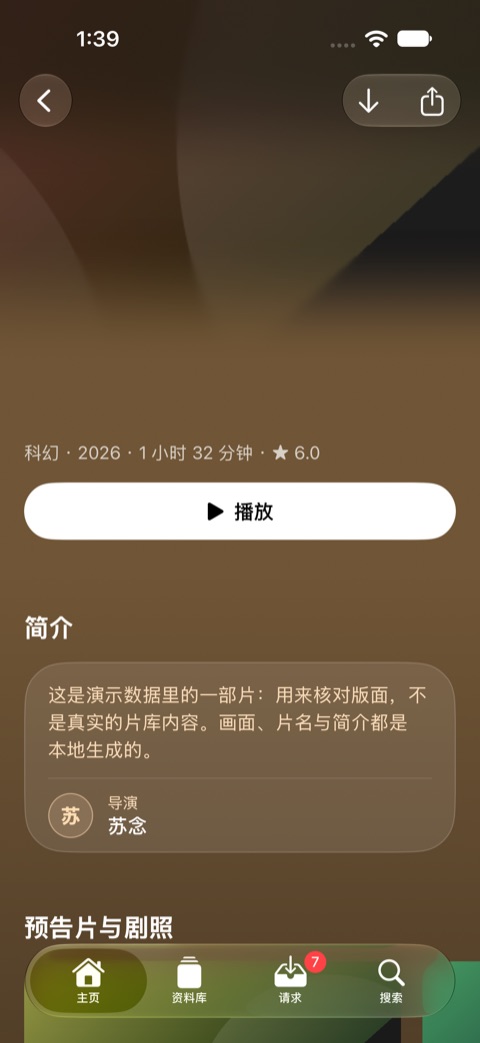 1:39
科幻 · 2026 · 1 小时 32 分钟 · ★ 6.0
播放
简介
这是演示数据里的一部片：用来核对版面，不
是真实的片库内容。画面、片名与简介都是
本地生成的。
苏
导演
苏念
预告片与剧照
7
主页
资料库
请求
搜索